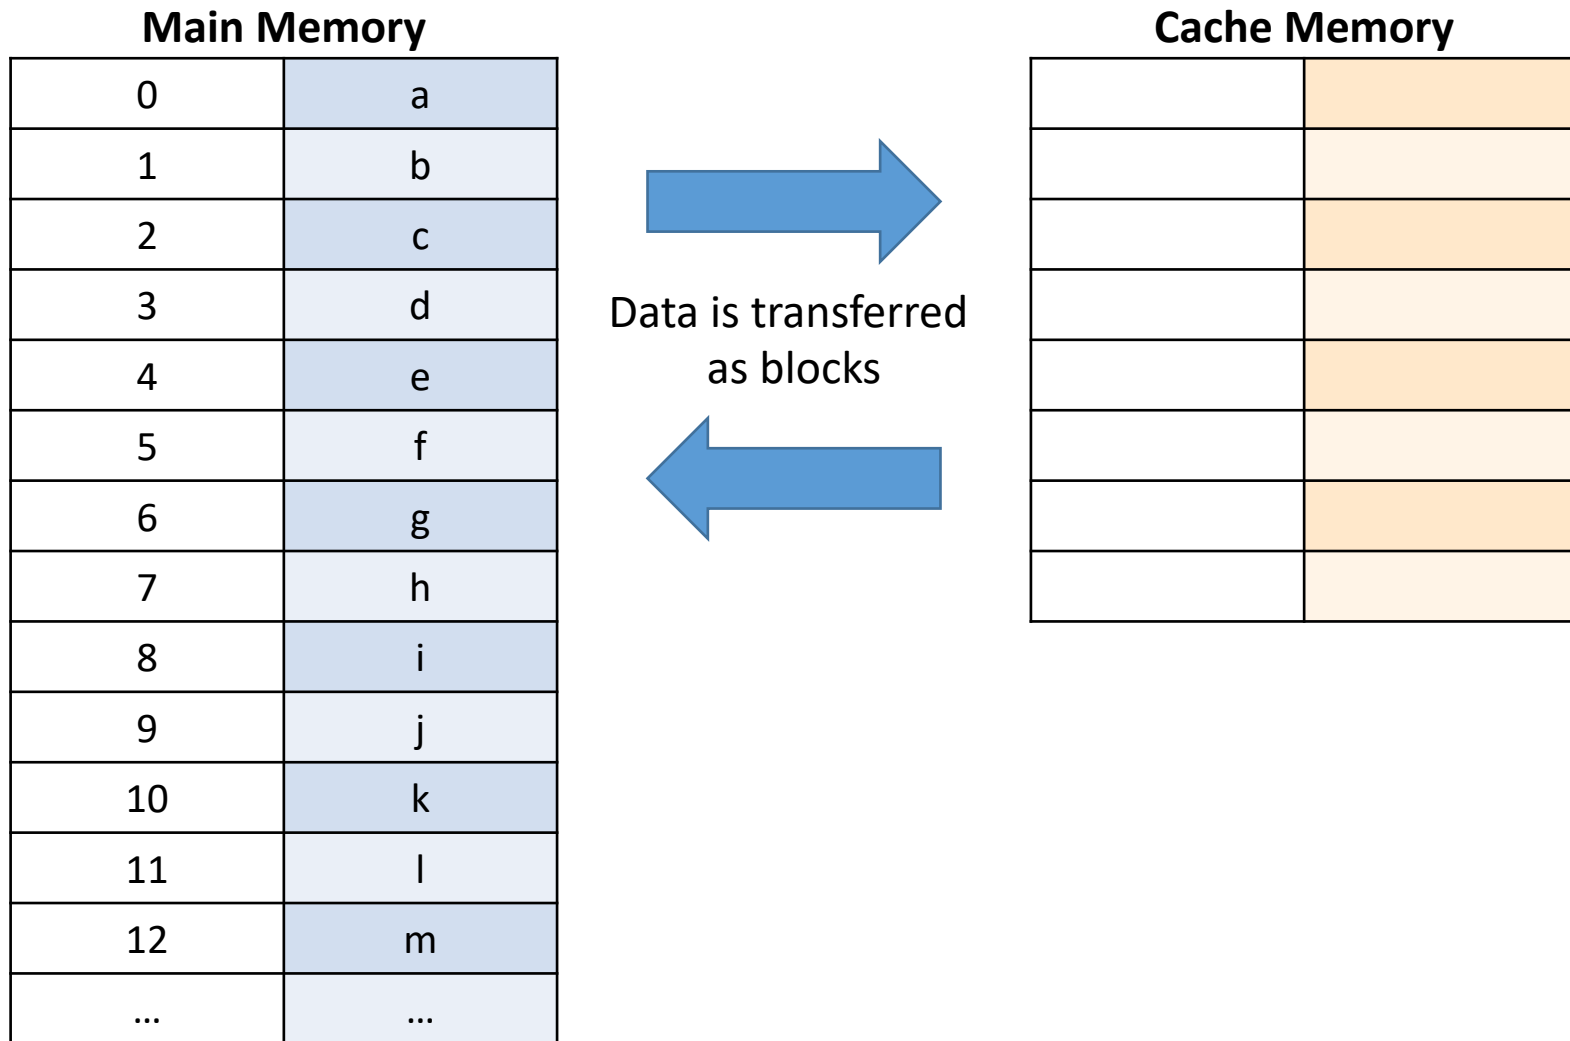 Main Memory
0 a
1 b
2 c
3 d
4 e
5 f
6 g
7 h
8 i
9 j
10 k
11 l
12 m
... ...
Data is transferred
as blocks
Cache Memory